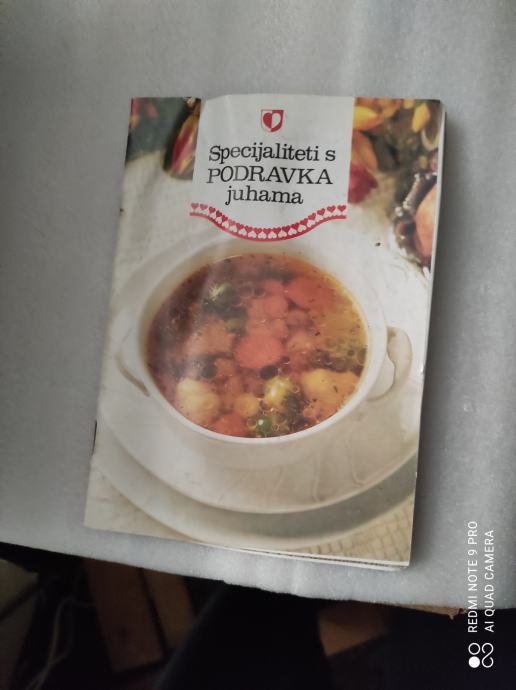 Specijaliteti s
PODRAVKA
juhama
REDMI NOTE 9 PRO
AI QUAD CAMERA